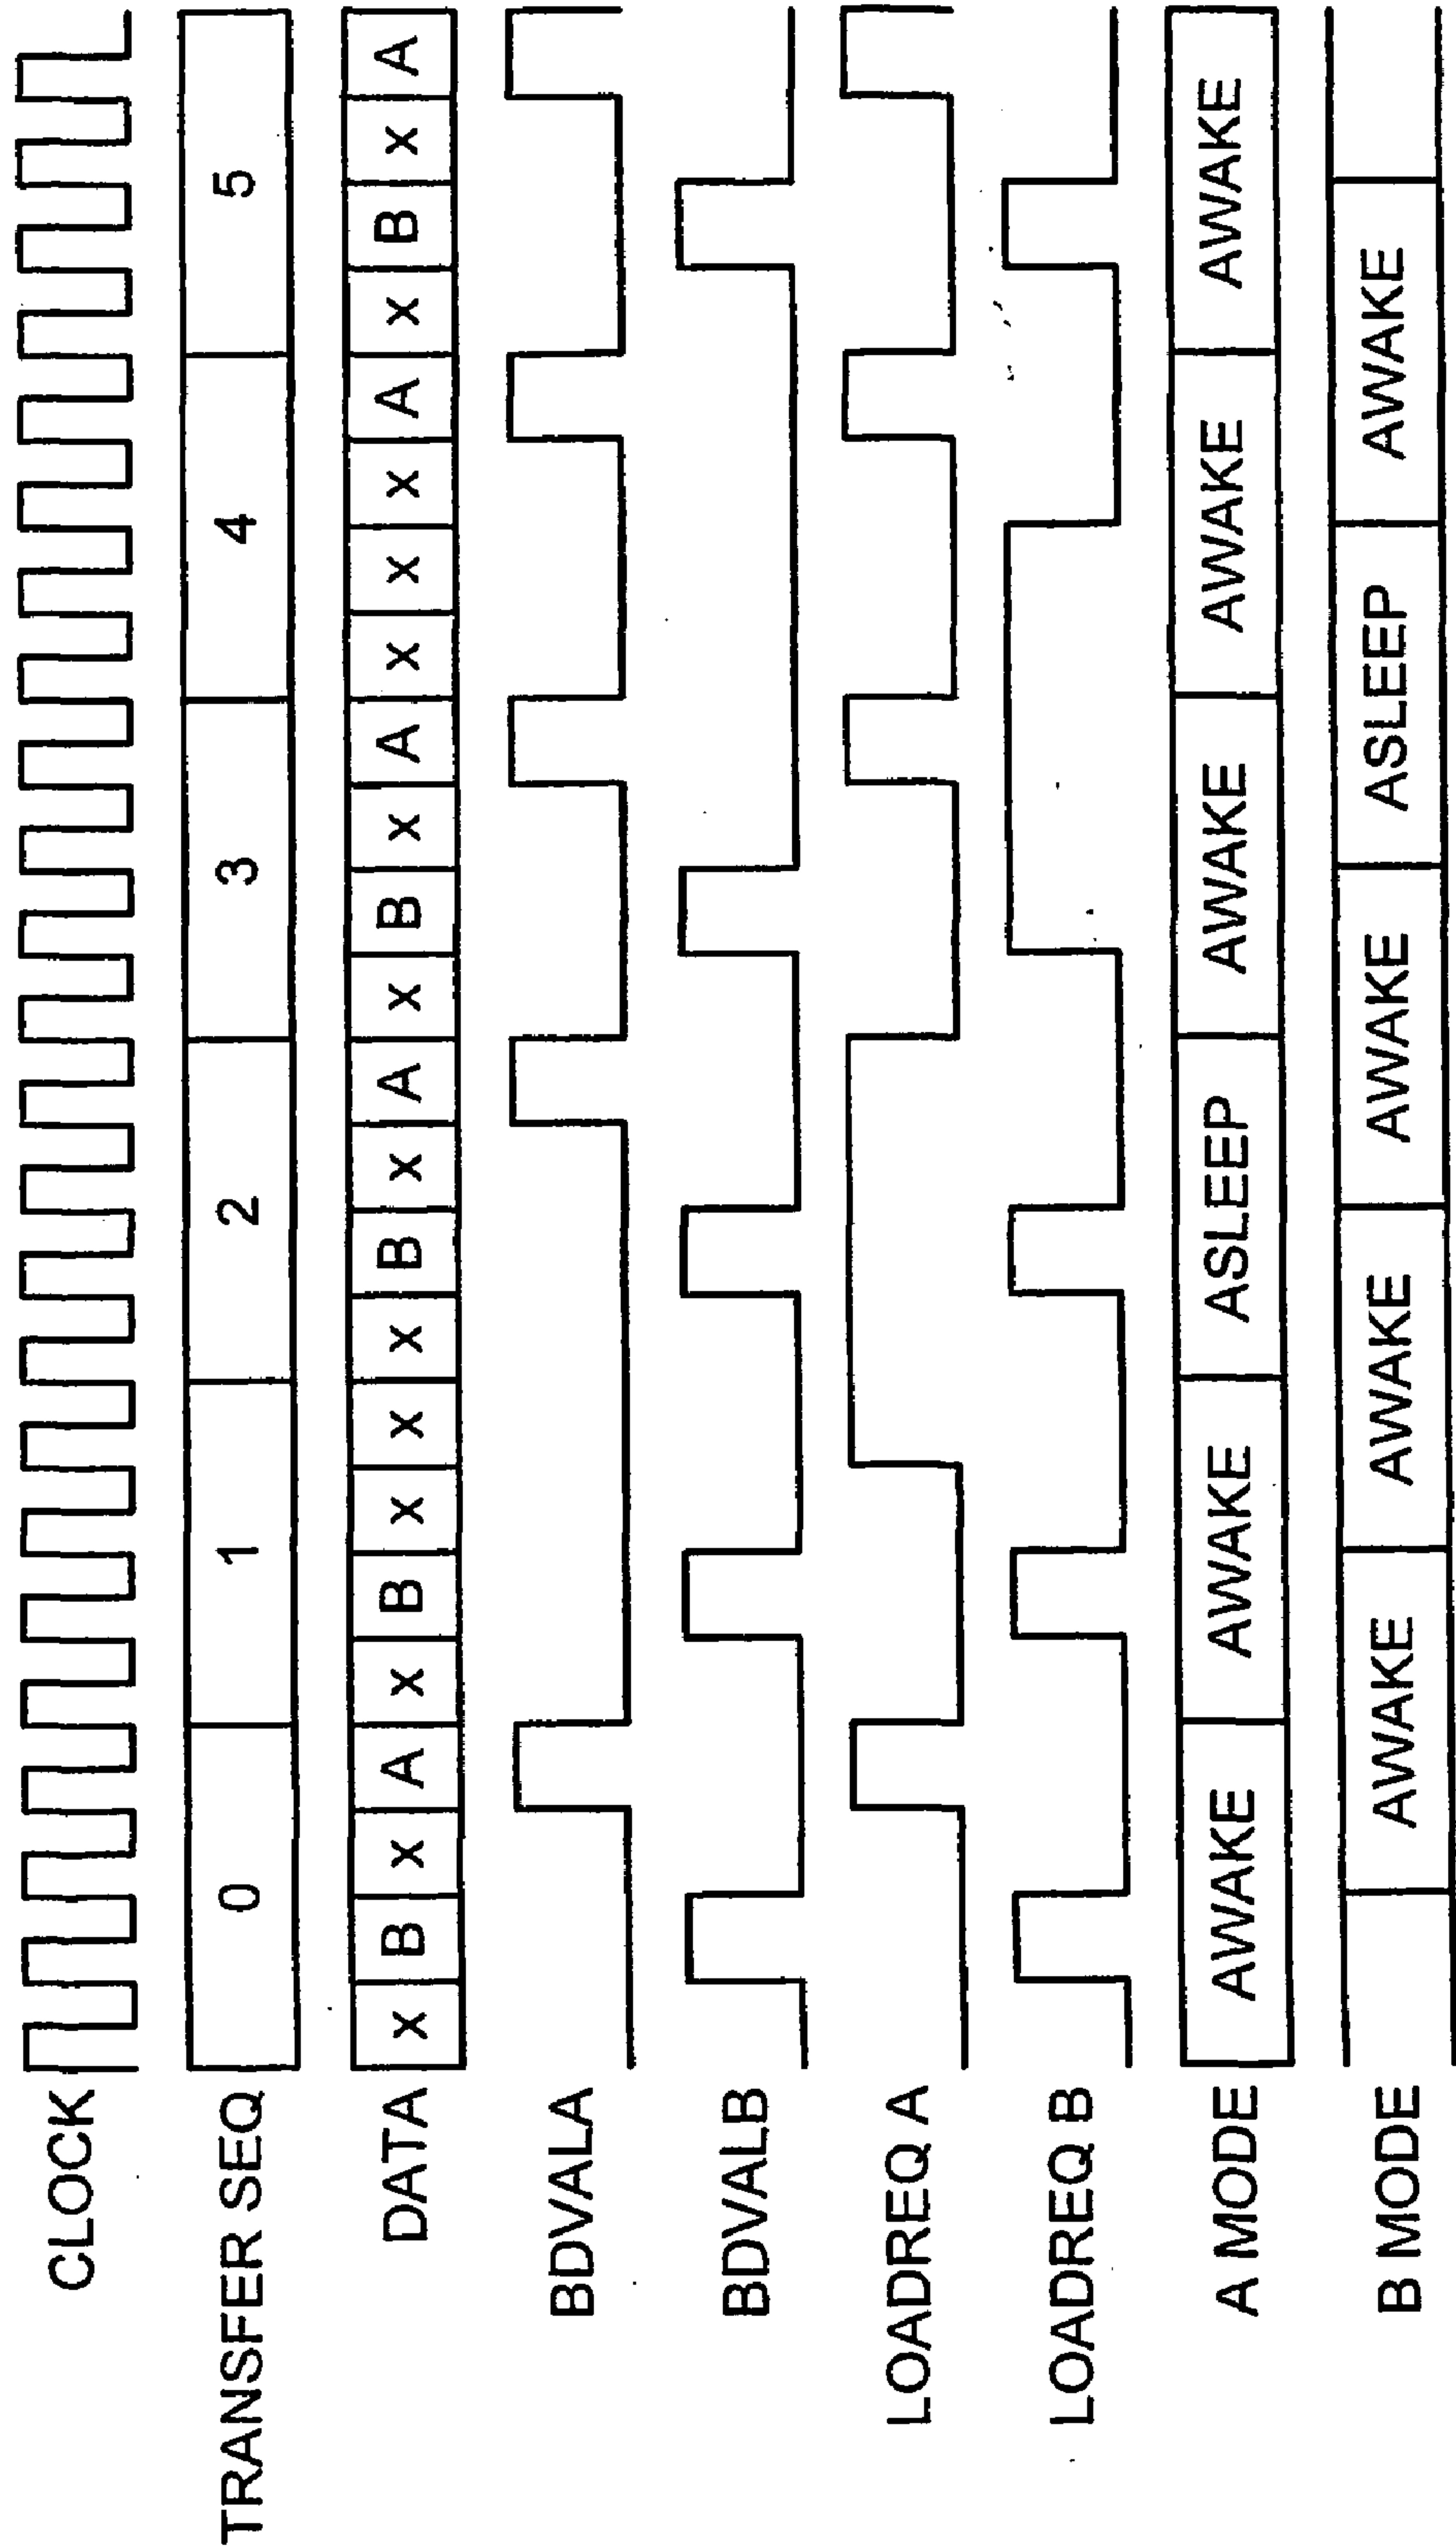 CLOCK
TRANSFER SEQ 0 1 2 3 4 5
DATA x B x A x B x x x B x A x B x A x x x A x B x A
BDVALA
BDVALB
LOADREQ A
LOADREQ B
A MODE AWAKE AWAKE ASLEEP AWAKE AWAKE AWAKE
B MODE AWAKE AWAKE AWAKE ASLEEP AWAKE